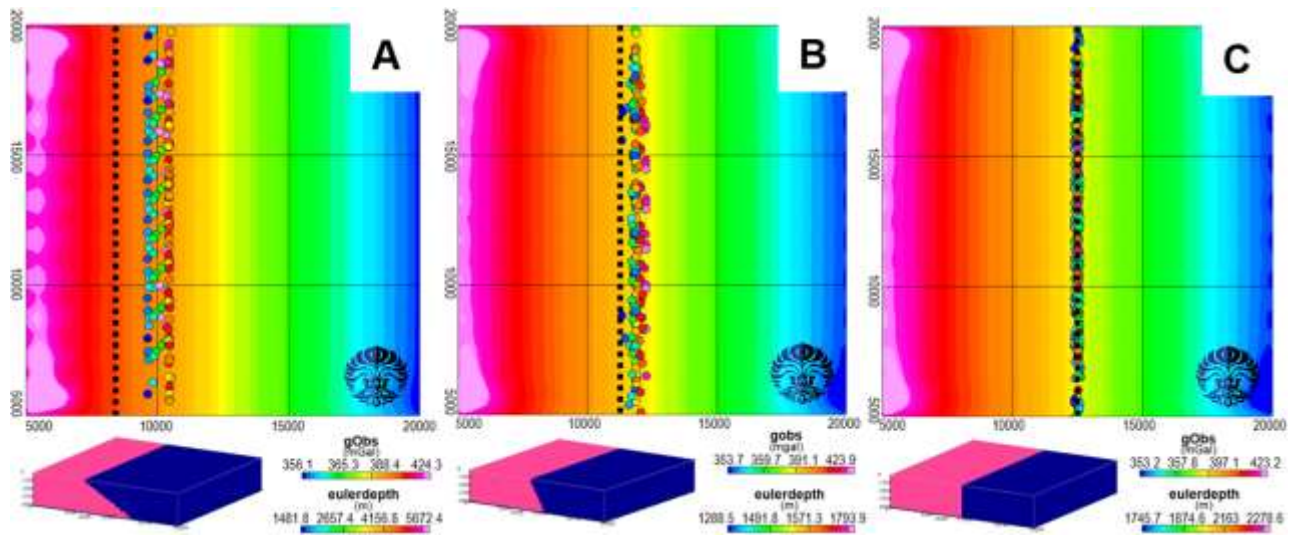 A
B
C
20000
15000
10000
5000
5000
10000
15000
20000
20000
15000
10000
5000
5000
10000
15000
20000
20000
15000
10000
5000
5000
10000
15000
20000
gObs
(mGal)
356.1 365.3 388.4 424.3
eulerdepth
(m)
1481.8 2657.4 4156.6 5672.4
gobs
(mgal)
353.7 359.7 391.1 423.9
eulerdepth
(m)
1288.5 1491.8 1571.3 1793.9
gObs
(mGal)
353.2 357.8 397.1 423.2
eulerdepth
(m)
1745.7 1874.6 2163 2278.6